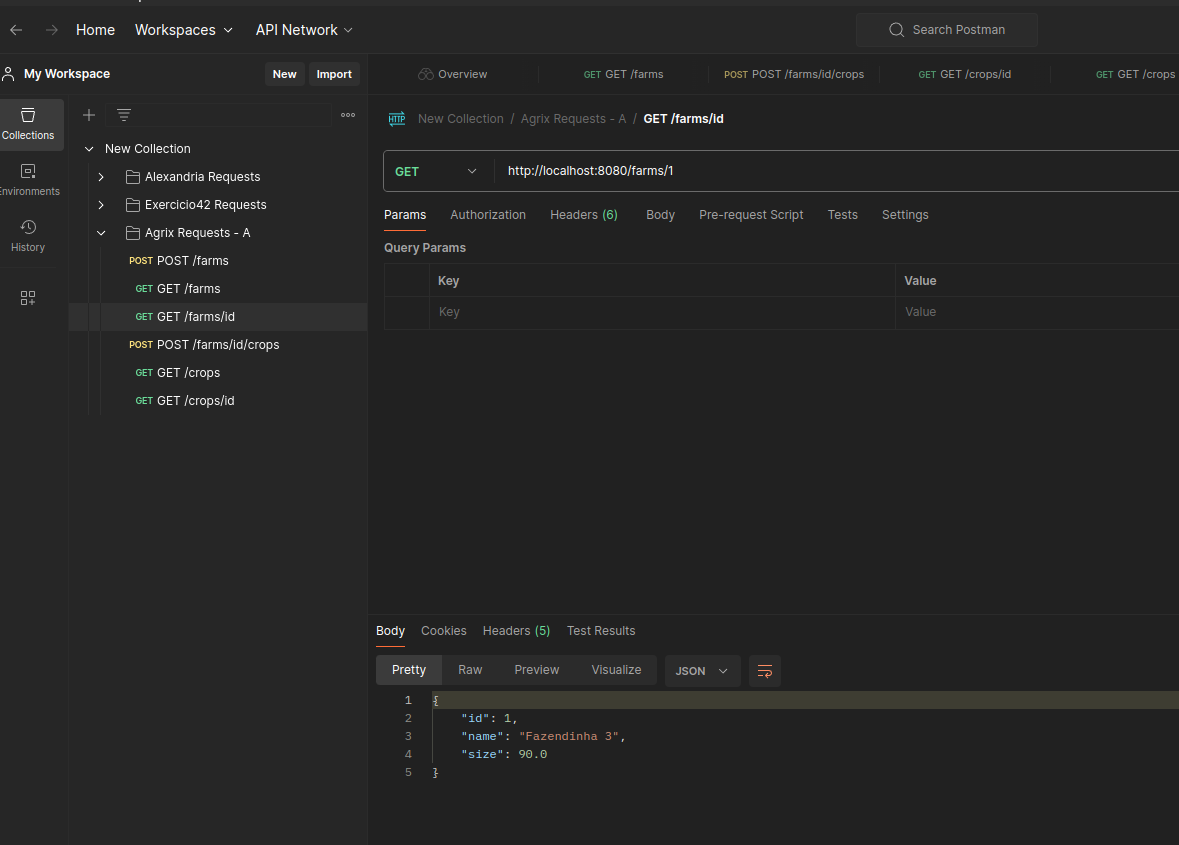 Home Workspaces API Network Search Postman
My Workspace New Import
Overview GET GET /farms POST POST /farms/id/crops GET GET /crops/id GET GET /crops
Collections
Environments
History
New Collection
Alexandria Requests
Exercicio42 Requests
Agrix Requests - A
POST POST /farms
GET GET /farms
GET GET /farms/id
POST POST /farms/id/crops
GET GET /crops
GET GET /crops/id
HTTP New Collection / Agrix Requests - A / GET /farms/id
GET http://localhost:8080/farms/1
Params Authorization Headers (6) Body Pre-request Script Tests Settings
Query Params
Key Value
Key Value
Body Cookies Headers (5) Test Results
Pretty Raw Preview Visualize JSON
1 {
2 "id": 1,
3 "name": "Fazendinha 3",
4 "size": 90.0
5 }